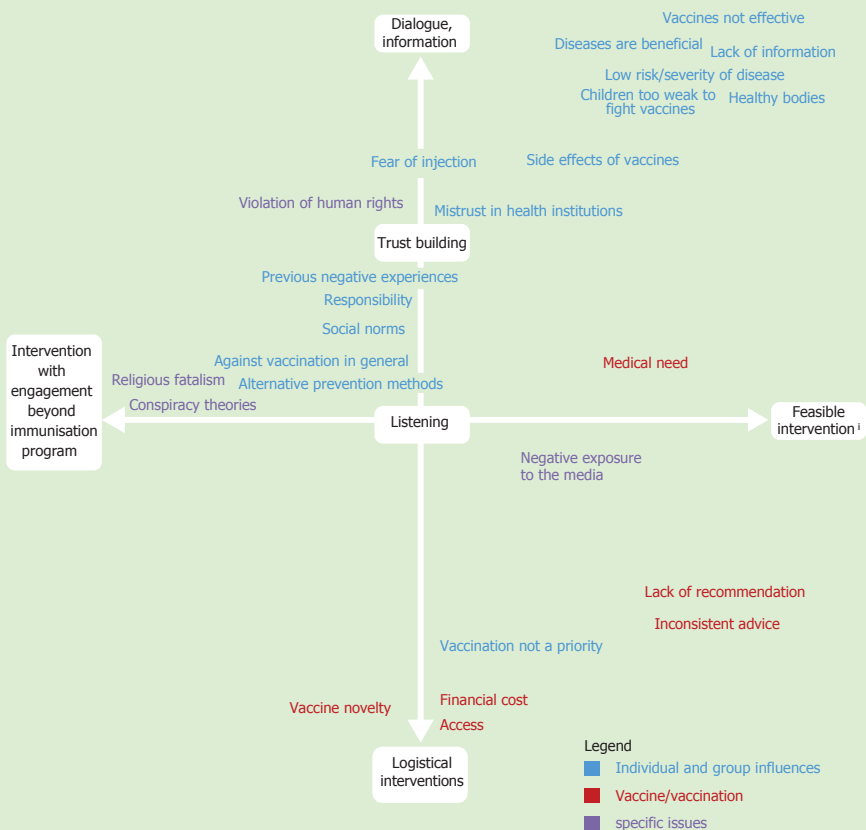 Vaccines not effective
Dialogue,
information
Diseases are beneficial
Lack of information
Low risk/severity of disease
Children too weak to
fight vaccines
Healthy bodies
Fear of injection
Side effects of vaccines
Violation of human rights
Mistrust in health institutions
Trust building
Previous negative experiences
Responsibility
Social norms
Intervention
with
engagement
beyond
immunisation
program
Against vaccination in general
Medical need
Religious fatalism
Alternative prevention methods
Conspiracy theories
Listening
Feasible
intervention i
Negative exposure
to the media
Lack of recommendation
Inconsistent advice
Vaccination not a priority
Vaccine novelty
Financial cost
Access
Logistical
interventions
Legend
Individual and group influences
Vaccine/vaccination
specific issues